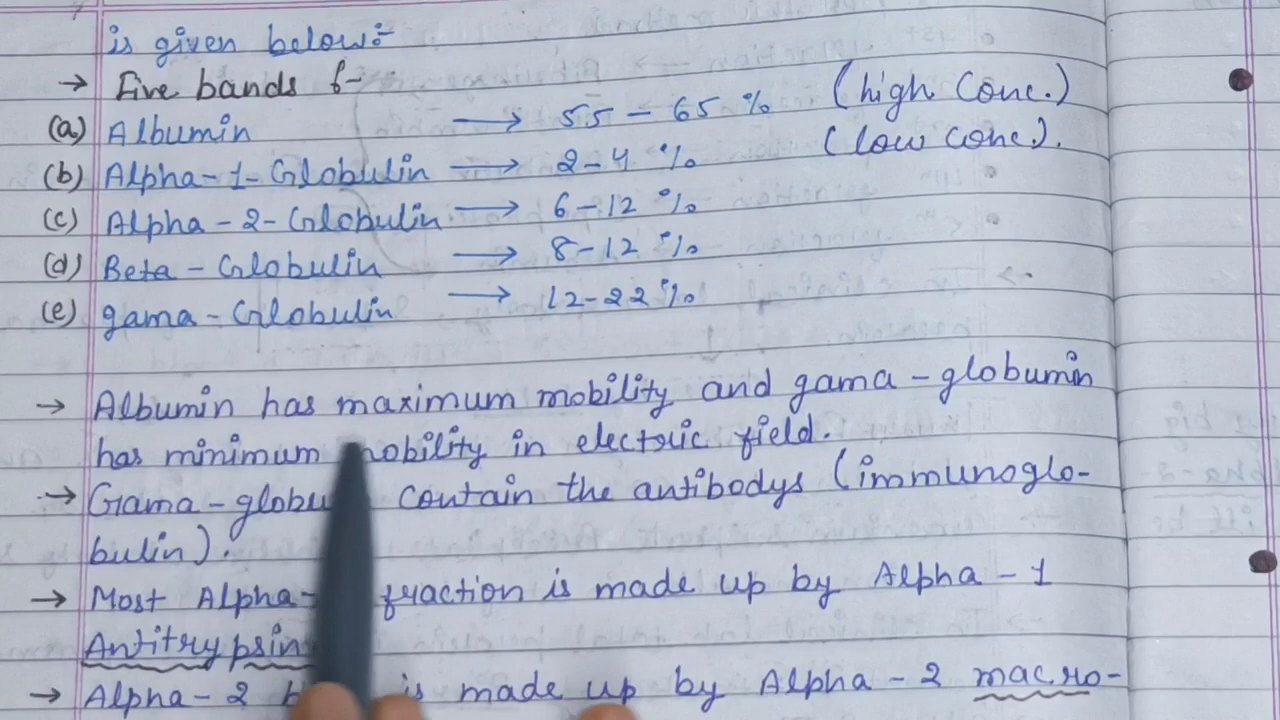 is given below:-
→ Five bands :-
(a) Albumin → 55 – 65 % (high Conc.)
(b) Alpha-1-Globulin → 2-4 % (low conc.).
(c) Alpha-2-Globulin → 6-12 %
(d) Beta-Globulin → 8-12 %
(e) gama-Globulin → 12-22 %
→ Albumin has maximum mobility and gama-globumin
has minimum mobility in electric field.
→ Gama-globu contain the antibodys (immunoglo-
bulin).
→ Most Alpha- fraction is made up by Alpha-1
Antitrypsin
→ Alpha-2 is made up by Alpha-2 macro-